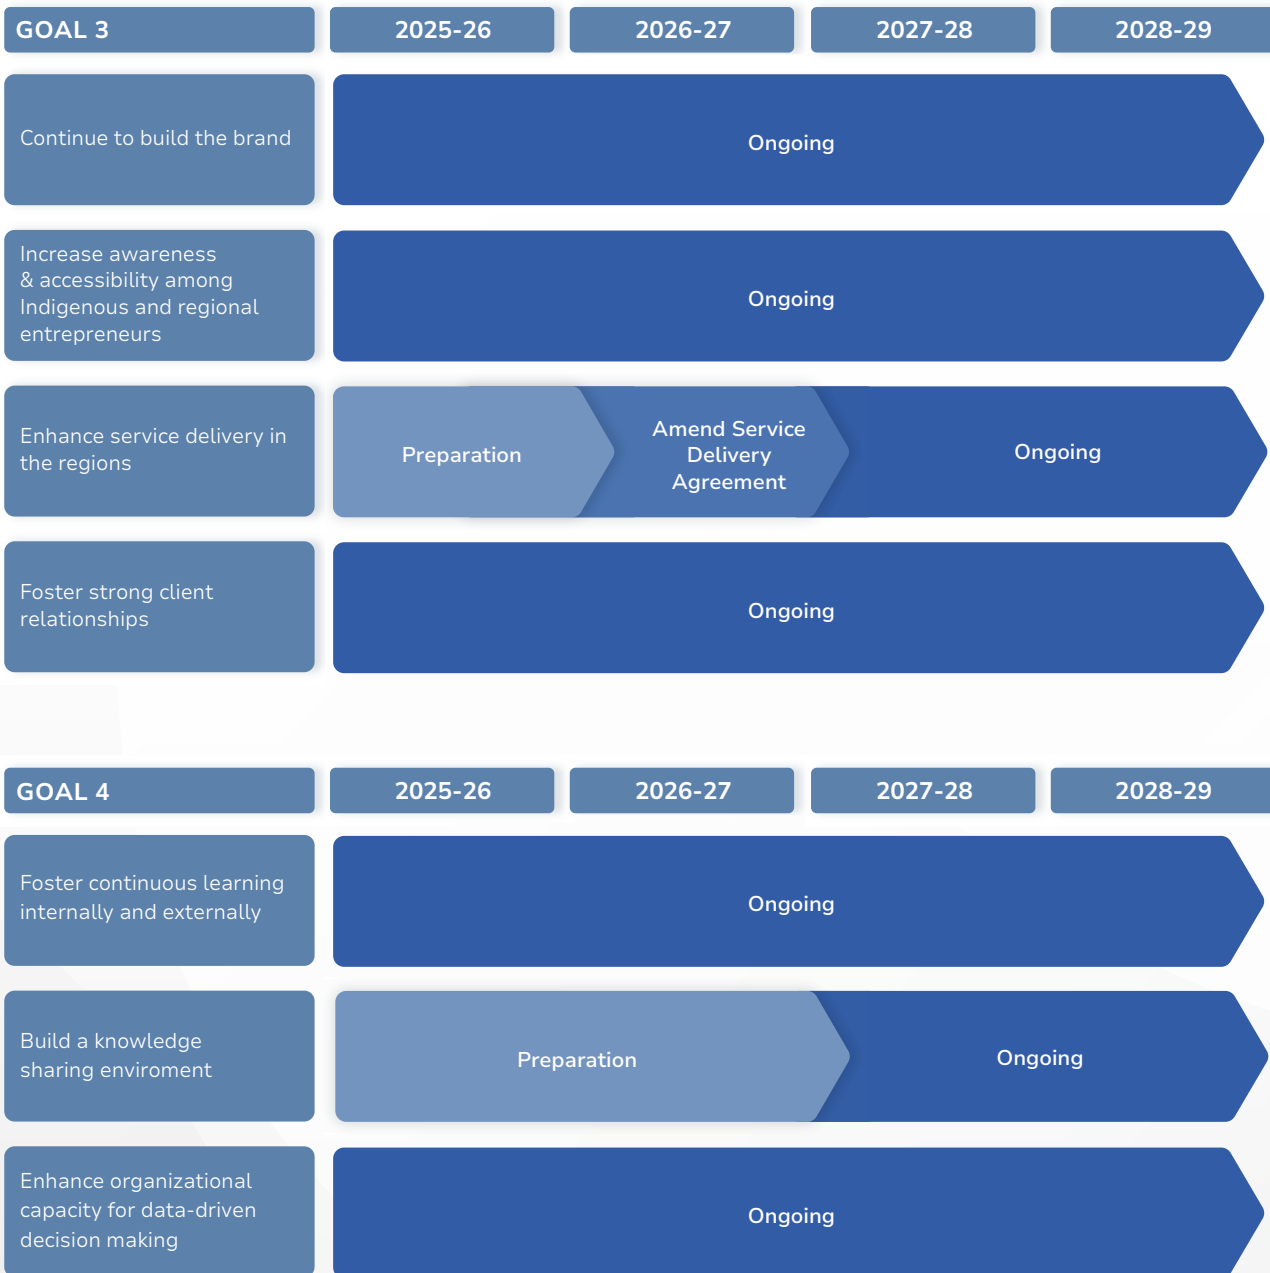 GOAL 3
2025-26
2026-27
2027-28
2028-29
Continue to build the brand
Ongoing
Increase awareness
& accessibility among
Indigenous and regional
entrepreneurs
Ongoing
Enhance service delivery in
the regions
Preparation
Amend Service
Delivery
Agreement
Ongoing
Foster strong client
relationships
Ongoing
GOAL 4
2025-26
2026-27
2027-28
2028-29
Foster continuous learning
internally and externally
Ongoing
Build a knowledge
sharing enviroment
Preparation
Ongoing
Enhance organizational
capacity for data-driven
decision making
Ongoing